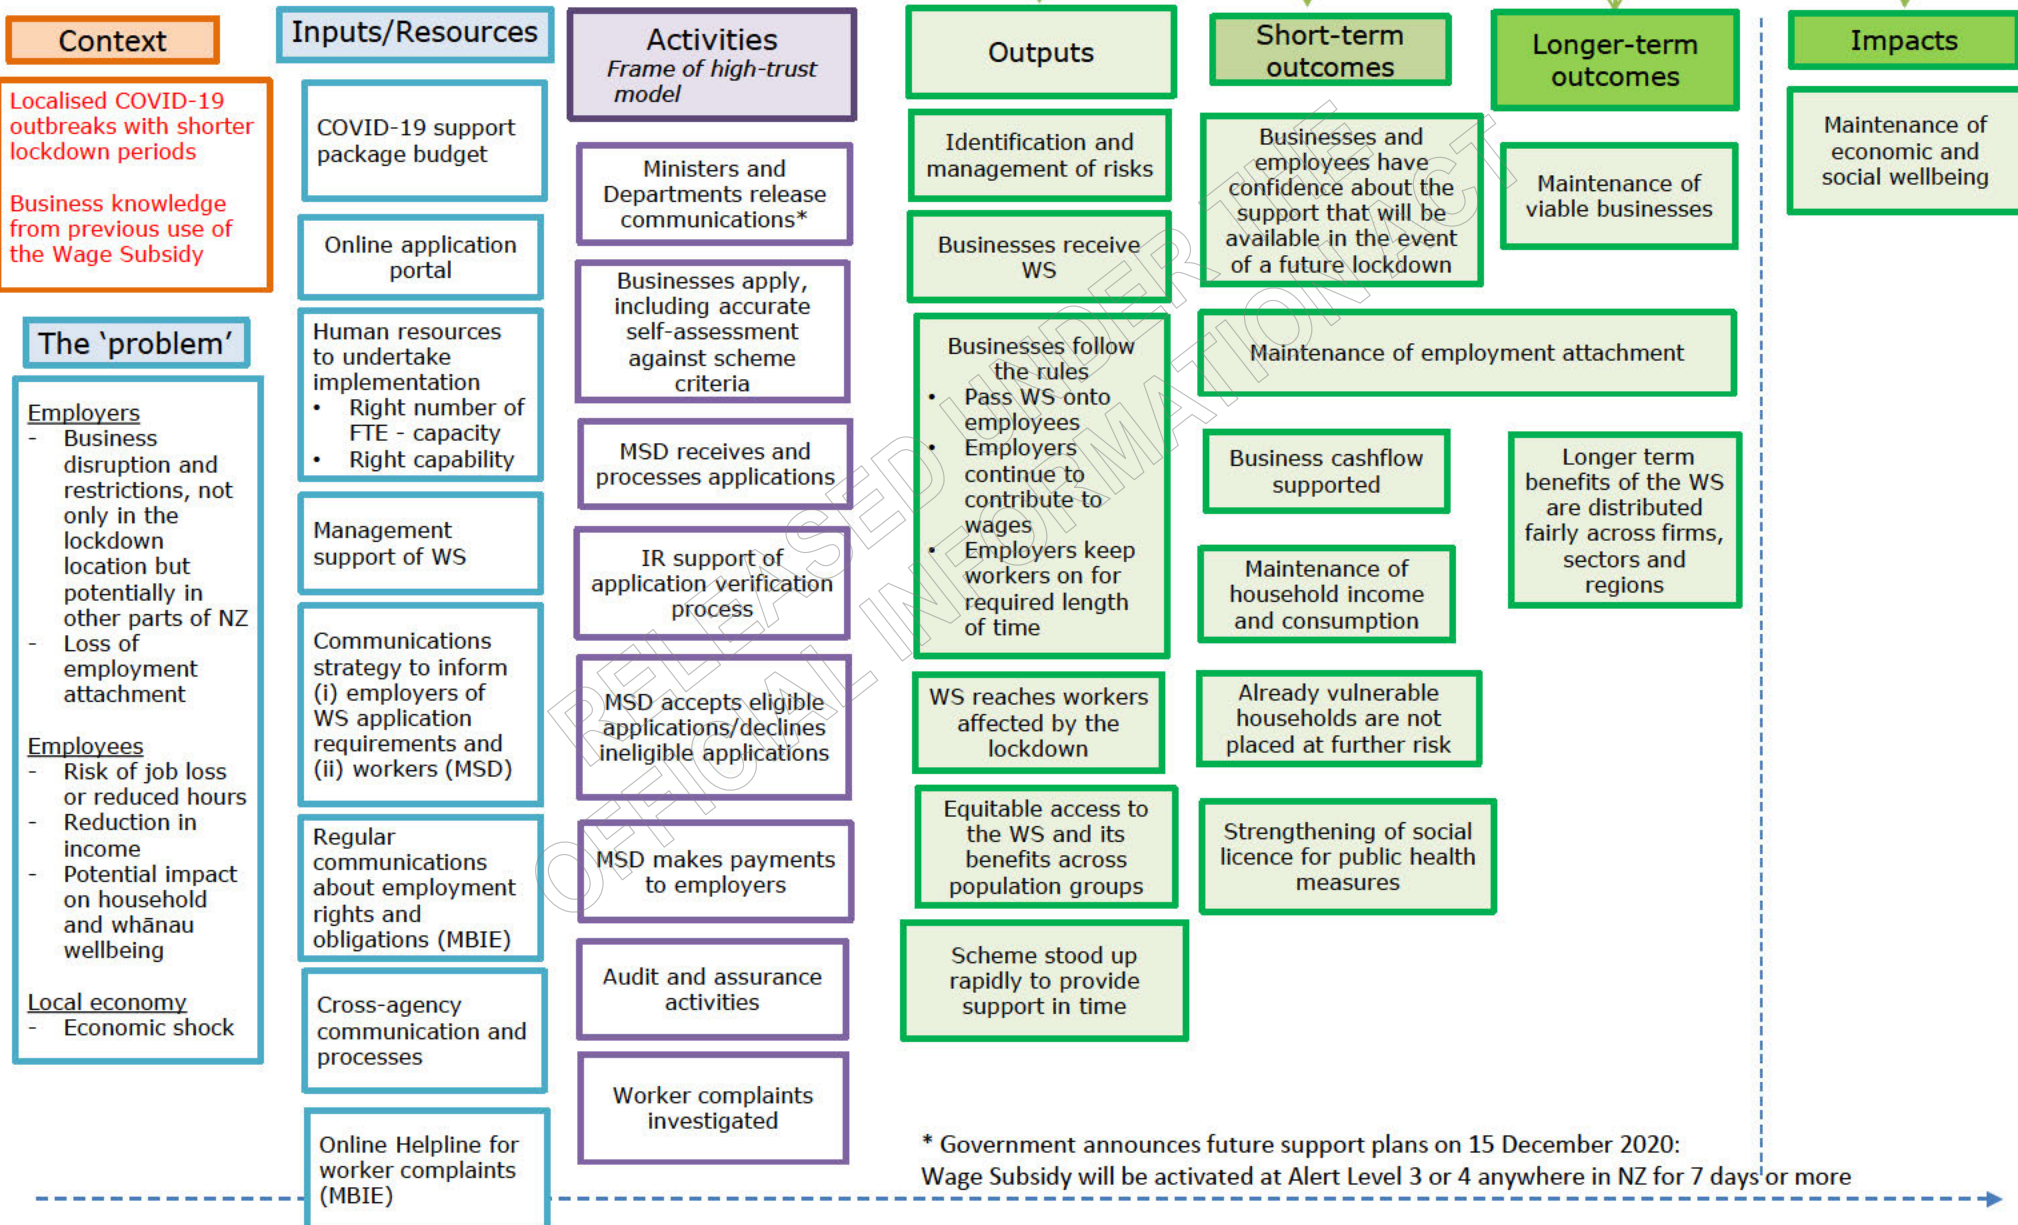 Context
Localised COVID-19
outbreaks with shorter
lockdown periods
Business knowledge
from previous use of
the Wage Subsidy
The ‘problem’
Employers
- Business
disruption and
restrictions, not
only in the
lockdown
location but
potentially in
other parts of NZ
- Loss of
employment
attachment
Employees
- Risk of job loss
or reduced hours
- Reduction in
income
- Potential impact
on household
and whānau
wellbeing
Local economy
- Economic shock
Inputs/Resources
COVID-19 support
package budget
Online application
portal
Human resources
to undertake
implementation
• Right number of
FTE - capacity
• Right capability
Management
support of WS
Communications
strategy to inform
(i) employers of
WS application
requirements and
(ii) workers (MSD)
Regular
communications
about employment
rights and
obligations (MBIE)
Cross-agency
communication and
processes
Online Helpline for
worker complaints
(MBIE)
Activities
Frame of high-trust
model
Ministers and
Departments release
communications*
Businesses apply,
including accurate
self-assessment
against scheme
criteria
MSD receives and
processes applications
IR support of
application verification
process
MSD accepts eligible
applications/declines
ineligible applications
MSD makes payments
to employers
Audit and assurance
activities
Worker complaints
investigated
Outputs
Identification and
management of risks
Businesses receive
WS
Businesses follow
the rules
• Pass WS onto
employees
• Employers
continue to
contribute to
wages
• Employers keep
workers on for
required length
of time
WS reaches workers
affected by the
lockdown
Equitable access to
the WS and its
benefits across
population groups
Scheme stood up
rapidly to provide
support in time
Short-term
outcomes
Businesses and
employees have
confidence about the
support that will be
available in the event
of a future lockdown
Maintenance of employment attachment
Business cashflow
supported
Maintenance of
household income
and consumption
Already vulnerable
households are not
placed at further risk
Strengthening of social
licence for public health
measures
Longer-term
outcomes
Maintenance of
viable businesses
Longer term
benefits of the WS
are distributed
fairly across firms,
sectors and
regions
Impacts
Maintenance of
economic and
social wellbeing
* Government announces future support plans on 15 December 2020:
Wage Subsidy will be activated at Alert Level 3 or 4 anywhere in NZ for 7 days or more
RELEASED UNDER THE
OFFICIAL INFORMATION ACT